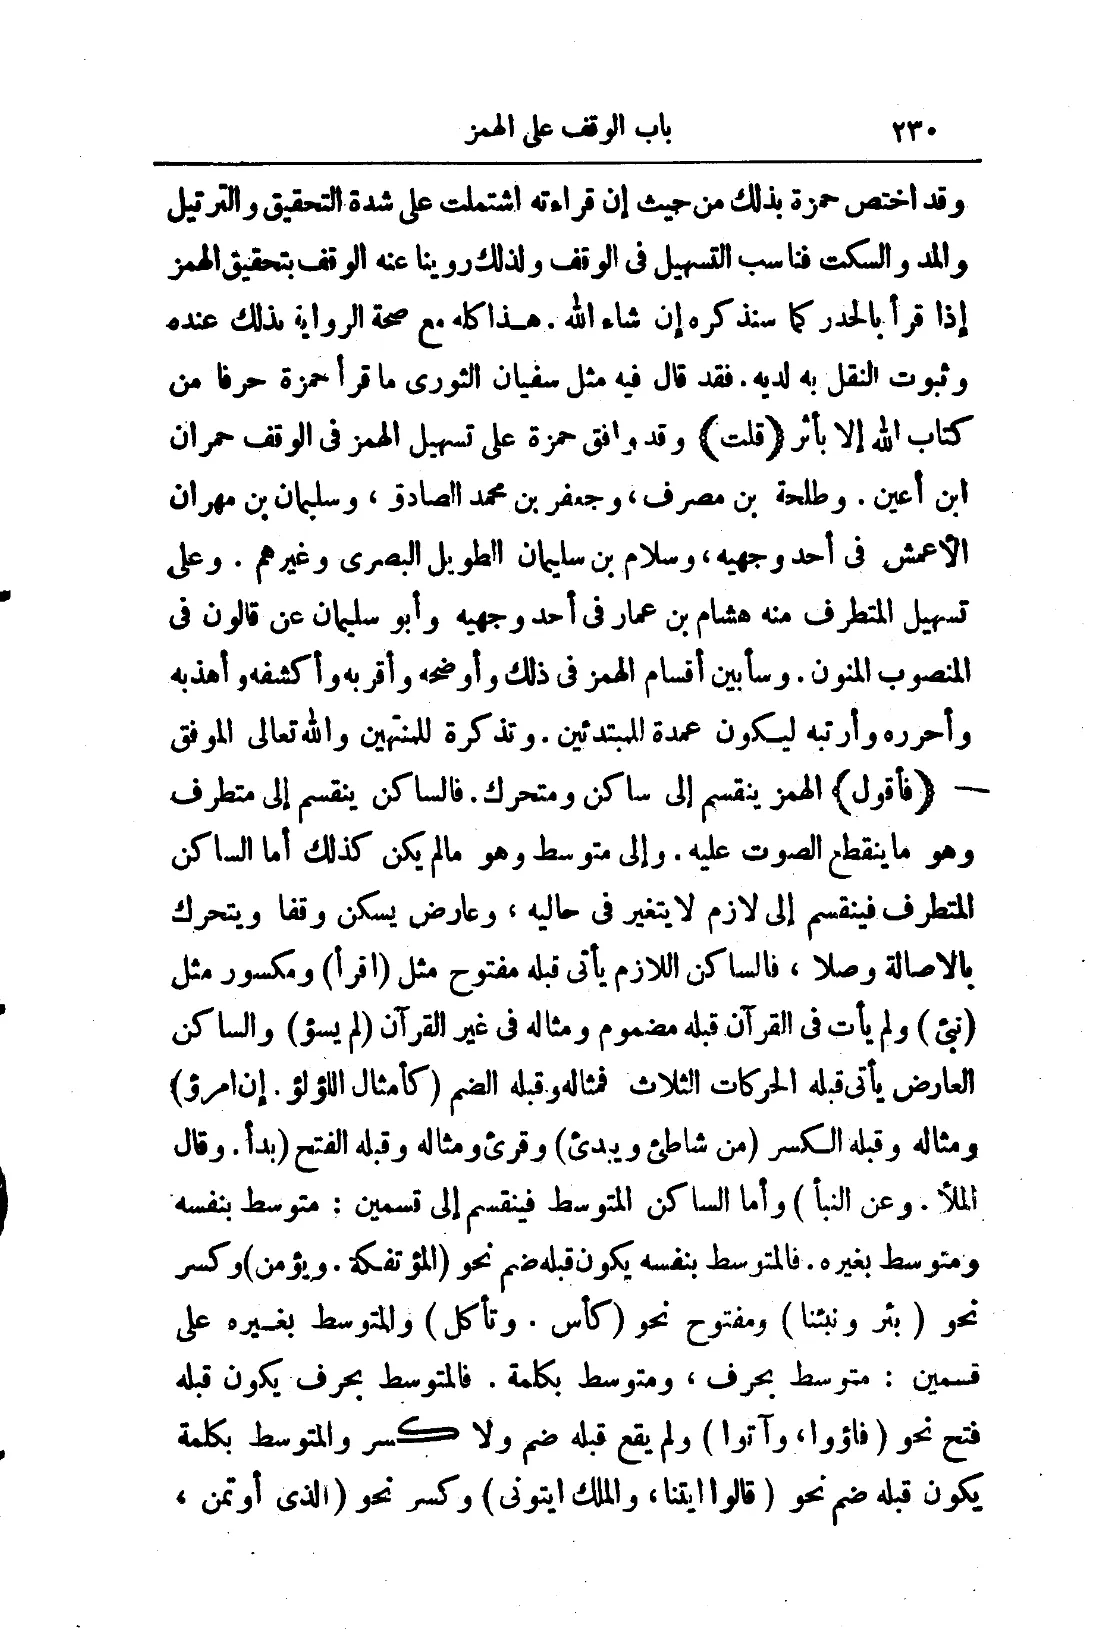 ٢٣٠ باب الوقف على الهمز
وقد اختص حمزة بذلك من حيث إن قراءته اشتملت على شدة التحقيق والترتيل
والمد والسكت فناسب التسهيل فى الوقف ولذلك روينا عنه الوقف بتحقيق الهمز
إذا قرأ بالحدر كما سنذكره إن شاء الله . هـذا كله مع صحة الرواية بذلك عنده
وثبوت النقل به لديه . فقد قال فيه مثل سفيان الثورى ما قرأ حمزة حرفا من
كتاب الله إلا بأثر (قلت) وقد وافق حمزة على تسهيل الهمز فى الوقف حمران
ابن أعين . وطلحة بن مصرف ، وجعفر بن محمد الصادق ، وسليمان بن مهران
الأعمش فى أحد وجهيه ، وسلام بن سليمان الطويل البصرى وغيرهم . وعلى
تسهيل المتطرف منه هشام بن عمار فى أحد وجهيه وأبو سليمان عن قالون فى
المنصوب المنون . وسأبين أقسام الهمز فى ذلك وأوضحه وأقربه وأكشفه وأهذبه
وأحرره وأرتبه ليـكون عمدة للمبتدئين . وتذكرة للمنتهين والله تعالى الموفق
— (فأقول) الهمز ينقسم إلى ساكن ومتحرك . فالساكن ينقسم إلى متطرف
وهو ما ينقطع الصوت عليه . وإلى متوسط وهو مالم يكن كذلك أما الساكن
المتطرف فينقسم إلى لازم لا يتغير فى حاليه ، وعارض يسكن وقفا ويتحرك
بالاصالة وصلا ، فالساكن اللازم يأتى قبله مفتوح مثل (اقرأ) ومكسور مثل
(نبئ) ولم يأت فى القرآن قبله مضموم ومثاله فى غير القرآن (لم يسؤ) والساكن
العارض يأتى قبله الحركات الثلاث فمثاله وقبله الضم (كأمثال اللؤلؤ . إن امرؤ)
ومثاله وقبله الـكسر (من شاطئ ويبدئ) وقرئ ومثاله وقبله الفتح (بدأ . وقال
الملأ . وعن النبأ ) وأما الساكن المتوسط فينقسم إلى قسمين : متوسط بنفسه
ومتوسط بغيره . فالمتوسط بنفسه يكون قبله ضم نحو (المؤتفكة . ويؤمن) وكسر
نحو ( بئر ونبئنا ) ومفتوح نحو (كأس . وتأكل ) والمتوسط بغـيره على
قسمين : متوسط بحرف ، ومتوسط بكلمة . فالمتوسط بحرف يكون قبله
فتح نحو ( فاؤوا ، وآتوا ) ولم يقع قبله ضم ولا كـسر والمتوسط بكلمة
يكون قبله ضم نحو ( قالوا ايتنا ، والملك ايتونى ) وكسر نحو (الذى أوتمن ،